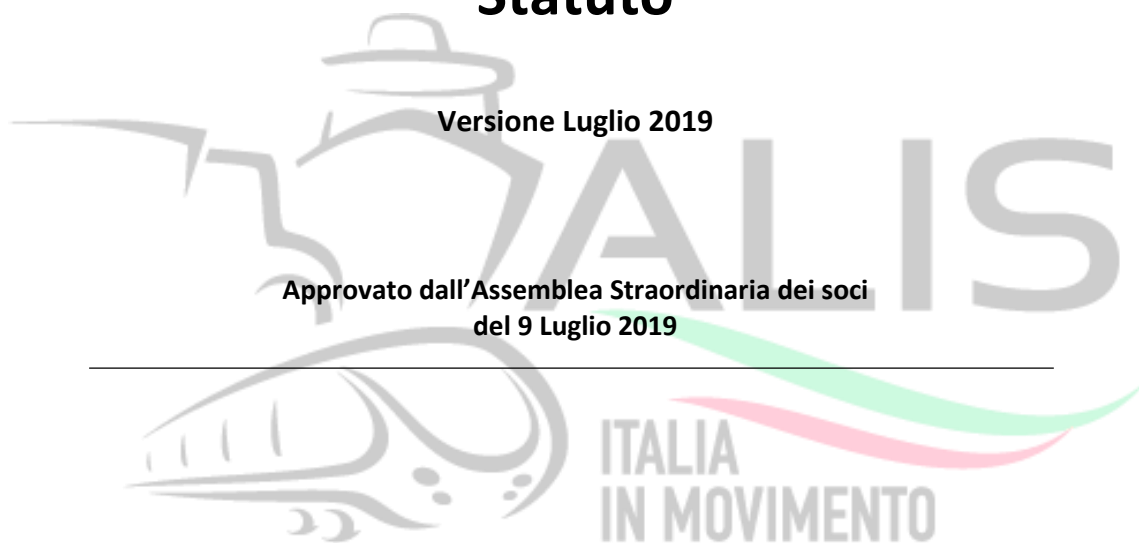 Statuto
Versione Luglio 2019
ALIS
Approvato dall’Assemblea Straordinaria dei soci
del 9 Luglio 2019
ITALIA
IN MOVIMENTO